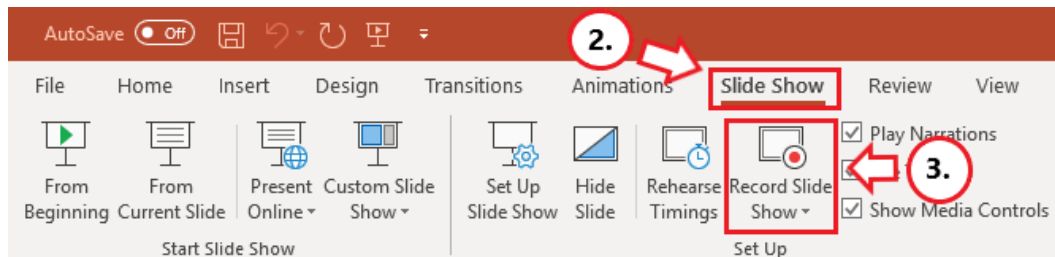 AutoSave Off
2.
File Home Insert Design Transitions Animations Slide Show Review View
Play Narrations
3.
From Beginning
From Current Slide
Present Online
Custom Slide Show
Set Up Slide Show
Hide Slide
Rehearse Timings
Record Slide Show
Show Media Controls
Start Slide Show
Set Up